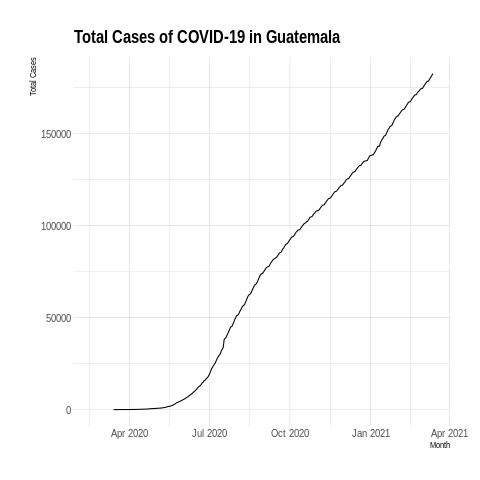 Total Cases of COVID-19 in Guatemala
Total Cases
150000
100000
50000
0
Apr 2020 Jul 2020 Oct 2020 Jan 2021 Apr 2021
Month